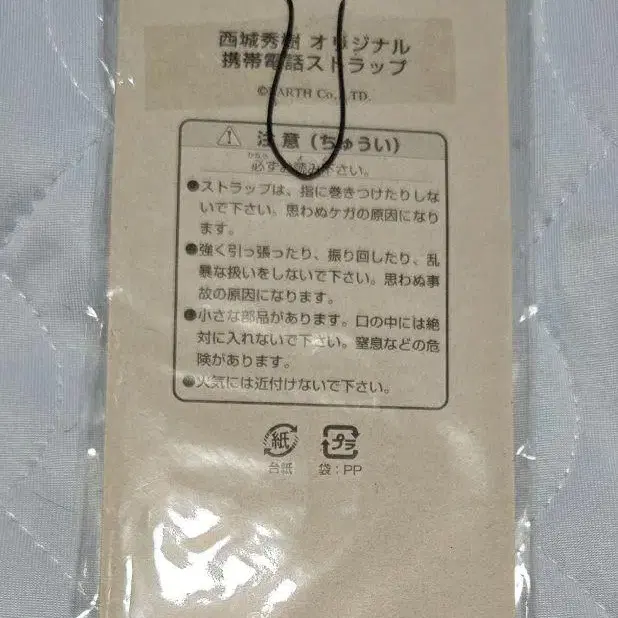 西城秀樹 オリジナル
携帯電話ストラップ
©EARTH Co.,LTD.
注意(ちゅうい)
必ずお読み下さい。
●ストラップは、指に巻きつけたりしな
いで下さい。思わぬケガの原因になり
ます。
●強く引っ張ったり、振り回したり、乱
暴な扱いをしないで下さい。思わぬ事
故の原因になります。
●小さな部品があります。口の中には絶
対に入れないで下さい。窒息などの危
険があります。
●火気には近付けないで下さい。
紙 プラ
台紙 袋:PP